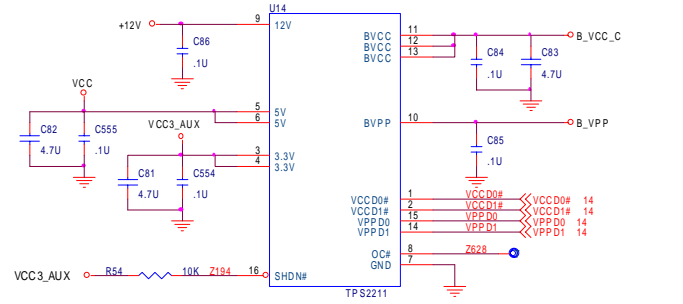 U14
+12V 9 12V
C86
.1U
BVCC 11 B_VCC_C
BVCC 12
BVCC 13
C84 C83
.1U 4.7U
VCC
5 5V
6 5V
C82 C555
4.7U .1U
VCC3_AUX
BVPP 10 B_VPP
C85
.1U
3 3.3V
4 3.3V
C81 C554
4.7U .1U
VCCD0# 1 VCCD0# VCCD0# 14
VCCD1# 2 VCCD1# VCCD1# 14
VPPD0 15 VPPD0 VPPD0 14
VPPD1 14 VPPD1 VPPD1 14
OC# 8 Z628
GND 7
VCC3_AUX R54 10K Z194 16 SHDN#
TPS2211